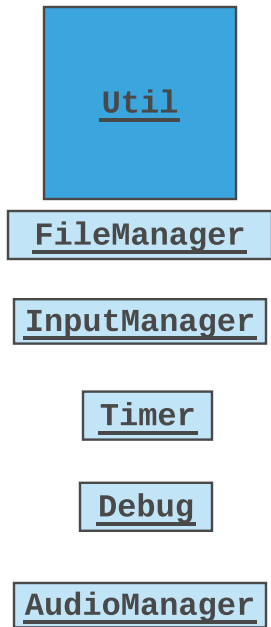 Util
FileManager
InputManager
Timer
Debug
AudioManager